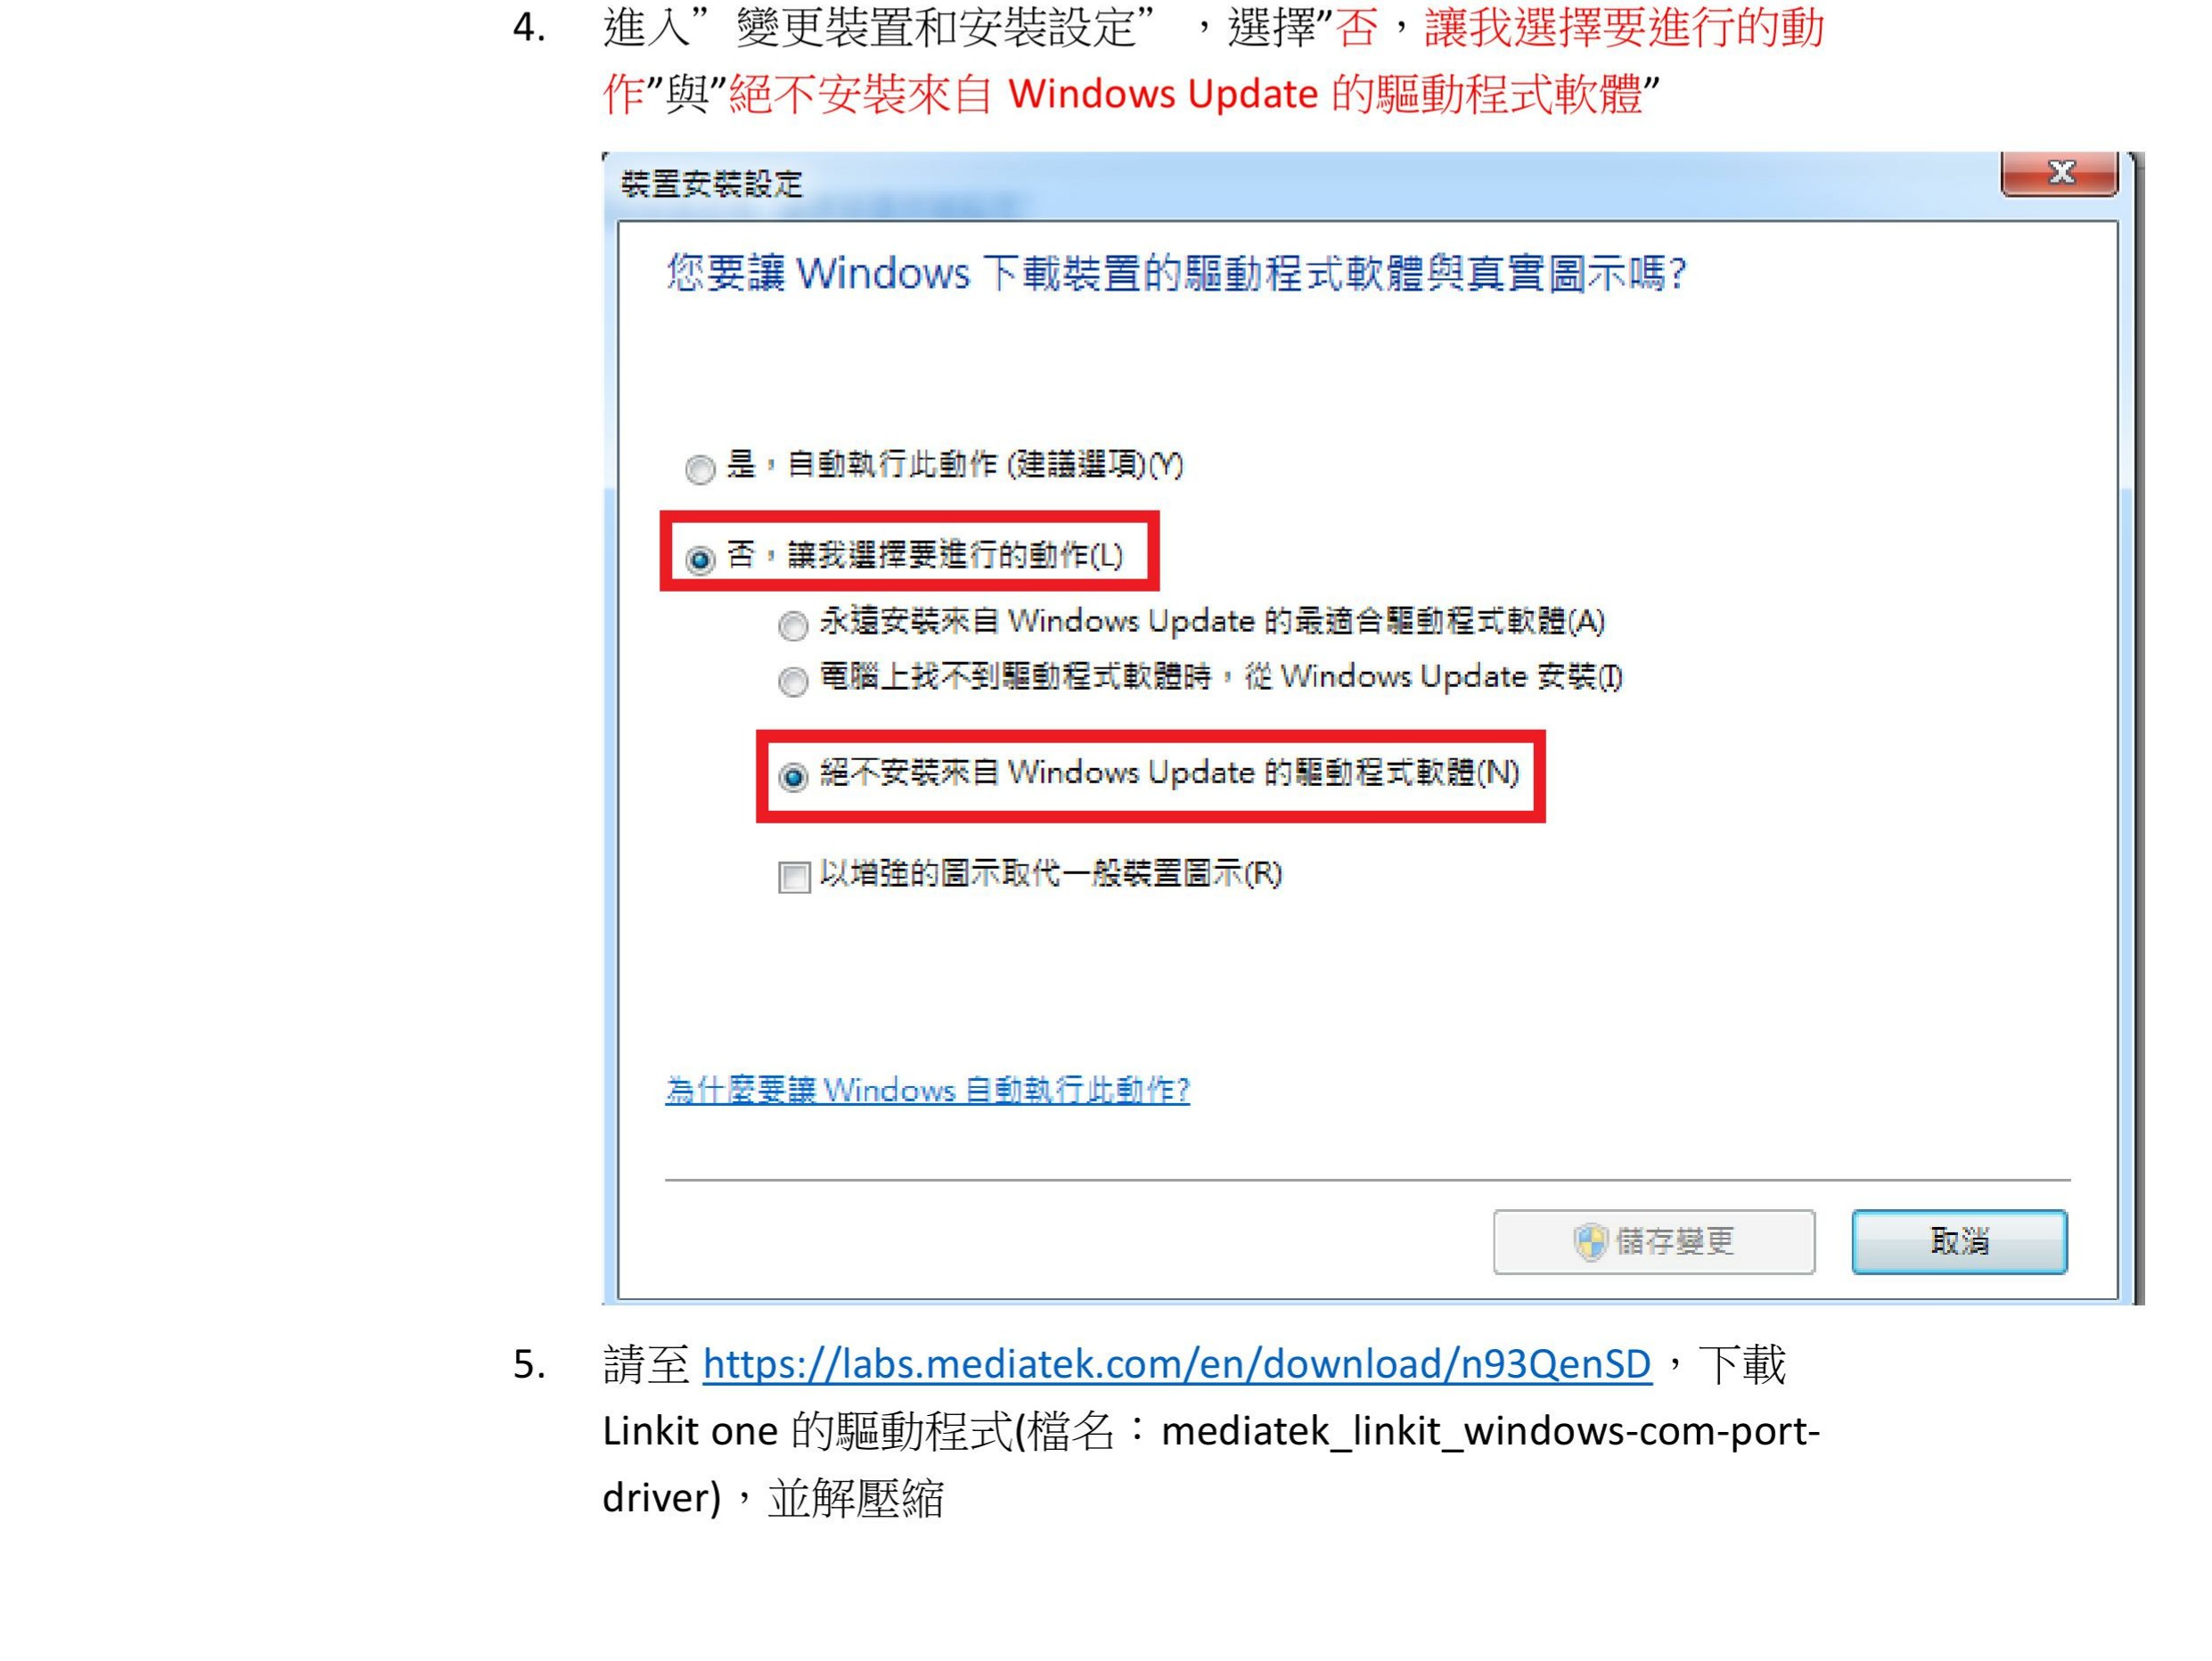 4. 進入”變更裝置和安裝設定”，選擇”否，讓我選擇要進行的動
作”與”絕不安裝來自 Windows Update 的驅動程式軟體”
裝置安裝設定
您要讓 Windows 下載裝置的驅動程式軟體與真實圖示嗎?
是，自動執行此動作 (建議選項)(Y)
否，讓我選擇要進行的動作(L)
永遠安裝來自 Windows Update 的最適合驅動程式軟體(A)
電腦上找不到驅動程式軟體時，從 Windows Update 安裝(I)
絕不安裝來自 Windows Update 的驅動程式軟體(N)
以增強的圖示取代一般裝置圖示(R)
為什麼要讓 Windows 自動執行此動作?
儲存變更
取消
5. 請至 https://labs.mediatek.com/en/download/n93QenSD，下載
Linkit one 的驅動程式(檔名：mediatek_linkit_windows-com-port-
driver)，並解壓縮